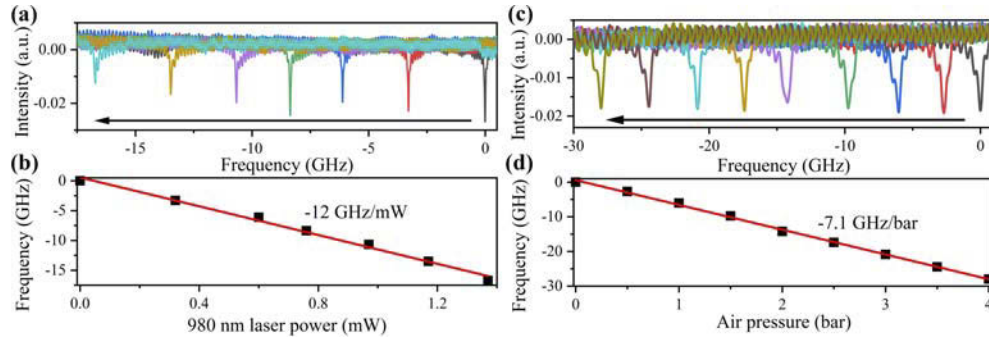 (a)
Intensity (a.u.)
0.00
-0.02
-15
-10
-5
0
Frequency (GHz)
(b)
Frequency (GHz)
0
-5
-10
-15
-12 GHz/mW
0.0
0.4
0.8
1.2
980 nm laser power (mW)
(c)
Intensity (a.u.)
0.00
-0.01
-0.02
-30
-20
-10
0
Frequency (GHz)
(d)
Frequency (GHz)
0
-10
-20
-30
-7.1 GHz/bar
0
1
2
3
4
Air pressure (bar)